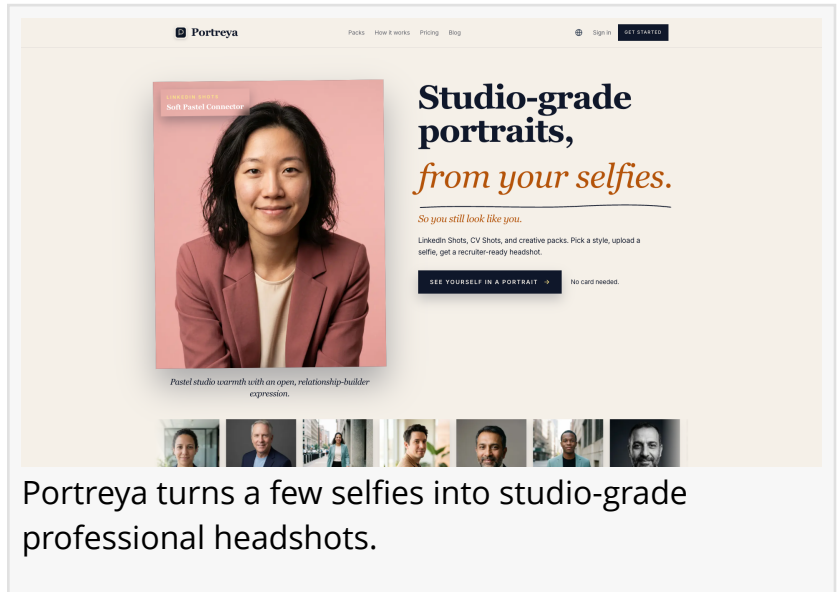 Portreya
Packs How it works Pricing Blog
Sign in
GET STARTED
LINKEDIN SHOTS
Soft Pastel Connector
Studio-grade
portraits,
from your selfies.
So you still look like you.
LinkedIn Shots, CV Shots, and creative packs. Pick a style, upload a
selfie, get a recruiter-ready headshot.
SEE YOURSELF IN A PORTRAIT →
No card needed.
Pastel studio warmth with an open, relationship-builder
expression.
Portreya turns a few selfies into studio-grade
professional headshots.